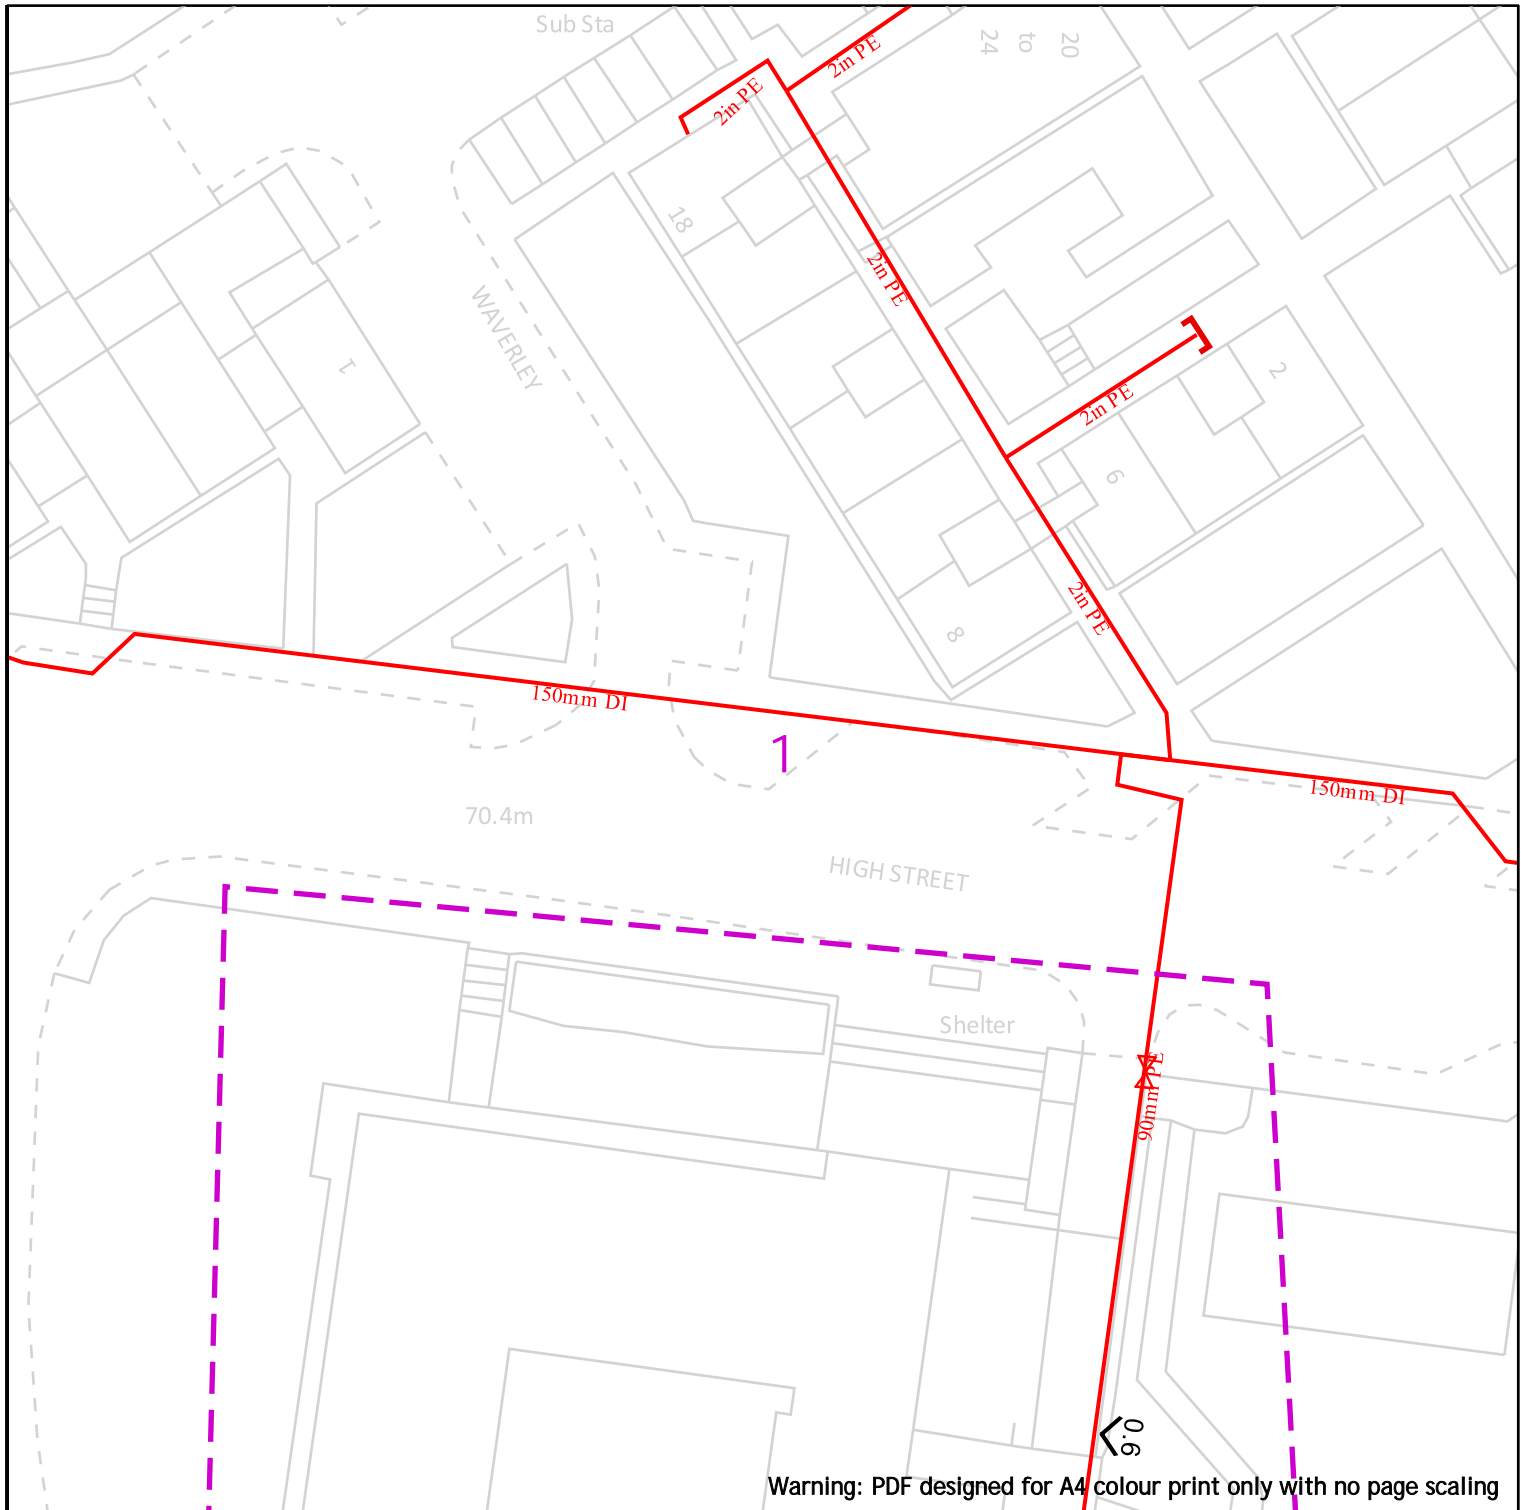 Sub Sta
24
to
20
2in PE
2in PE
18
2in PE
WAVERLEY
1
2in PE
2
6
2in PE
8
150mm DI
1
150mm DI
70.4m
HIGH STREET
Shelter
90mm PE
0.6
Warning: PDF designed for A4 colour print only with no page scaling